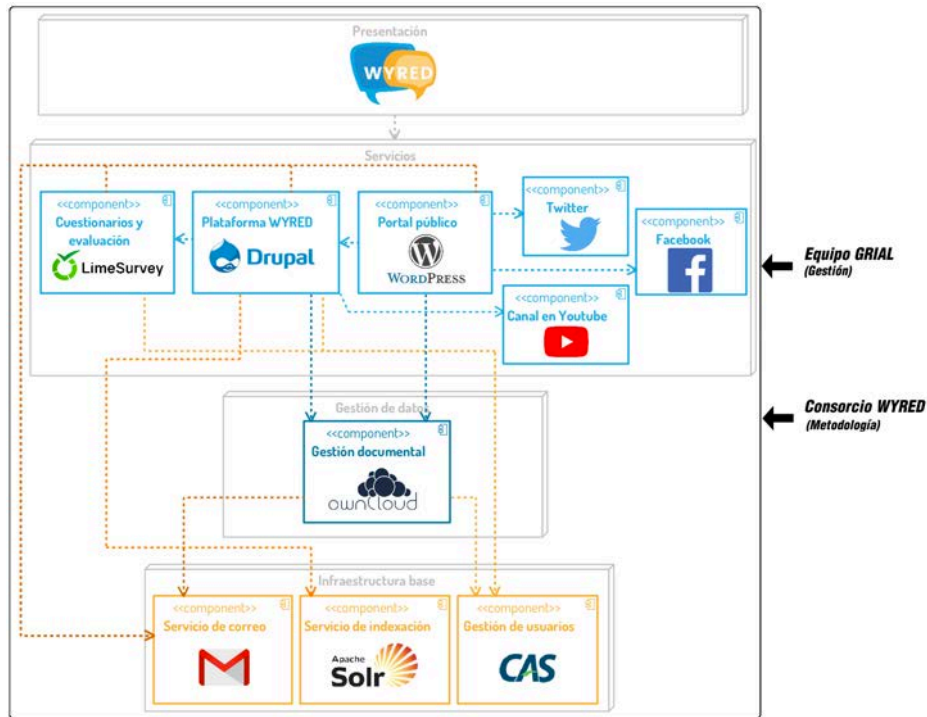 Presentación
WYRED
Servicios
<<component>>
Cuestionarios y
evaluación
LimeSurvey
<<component>>
Plataforma WYRED
Drupal
<<component>>
Portal público
WORDPRESS
<<component>>
Twitter
<<component>>
Facebook
<<component>>
Canal en Youtube
Equipo GRIAL
(Gestión)
Gestión de datos
<<component>>
Gestión documental
ownCloud
Consorcio WYRED
(Metodología)
Infraestructura base
<<component>>
Servicio de correo
<<component>>
Servicio de indexación
Apache
Solr
<<component>>
Gestión de usuarios
CAS